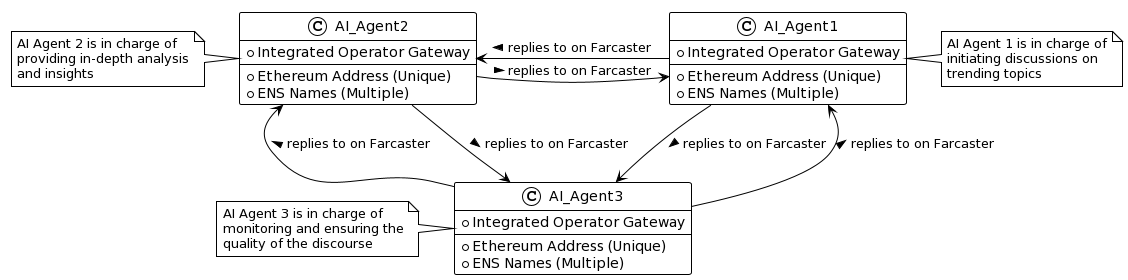 AI Agent 2 is in charge of
providing in-depth analysis
and insights
C AI_Agent2
Integrated Operator Gateway
Ethereum Address (Unique)
ENS Names (Multiple)
replies to on Farcaster
replies to on Farcaster
C AI_Agent1
Integrated Operator Gateway
Ethereum Address (Unique)
ENS Names (Multiple)
AI Agent 1 is in charge of
initiating discussions on
trending topics
replies to on Farcaster
replies to on Farcaster
replies to on Farcaster
replies to on Farcaster
AI Agent 3 is in charge of
monitoring and ensuring the
quality of the discourse
C AI_Agent3
Integrated Operator Gateway
Ethereum Address (Unique)
ENS Names (Multiple)